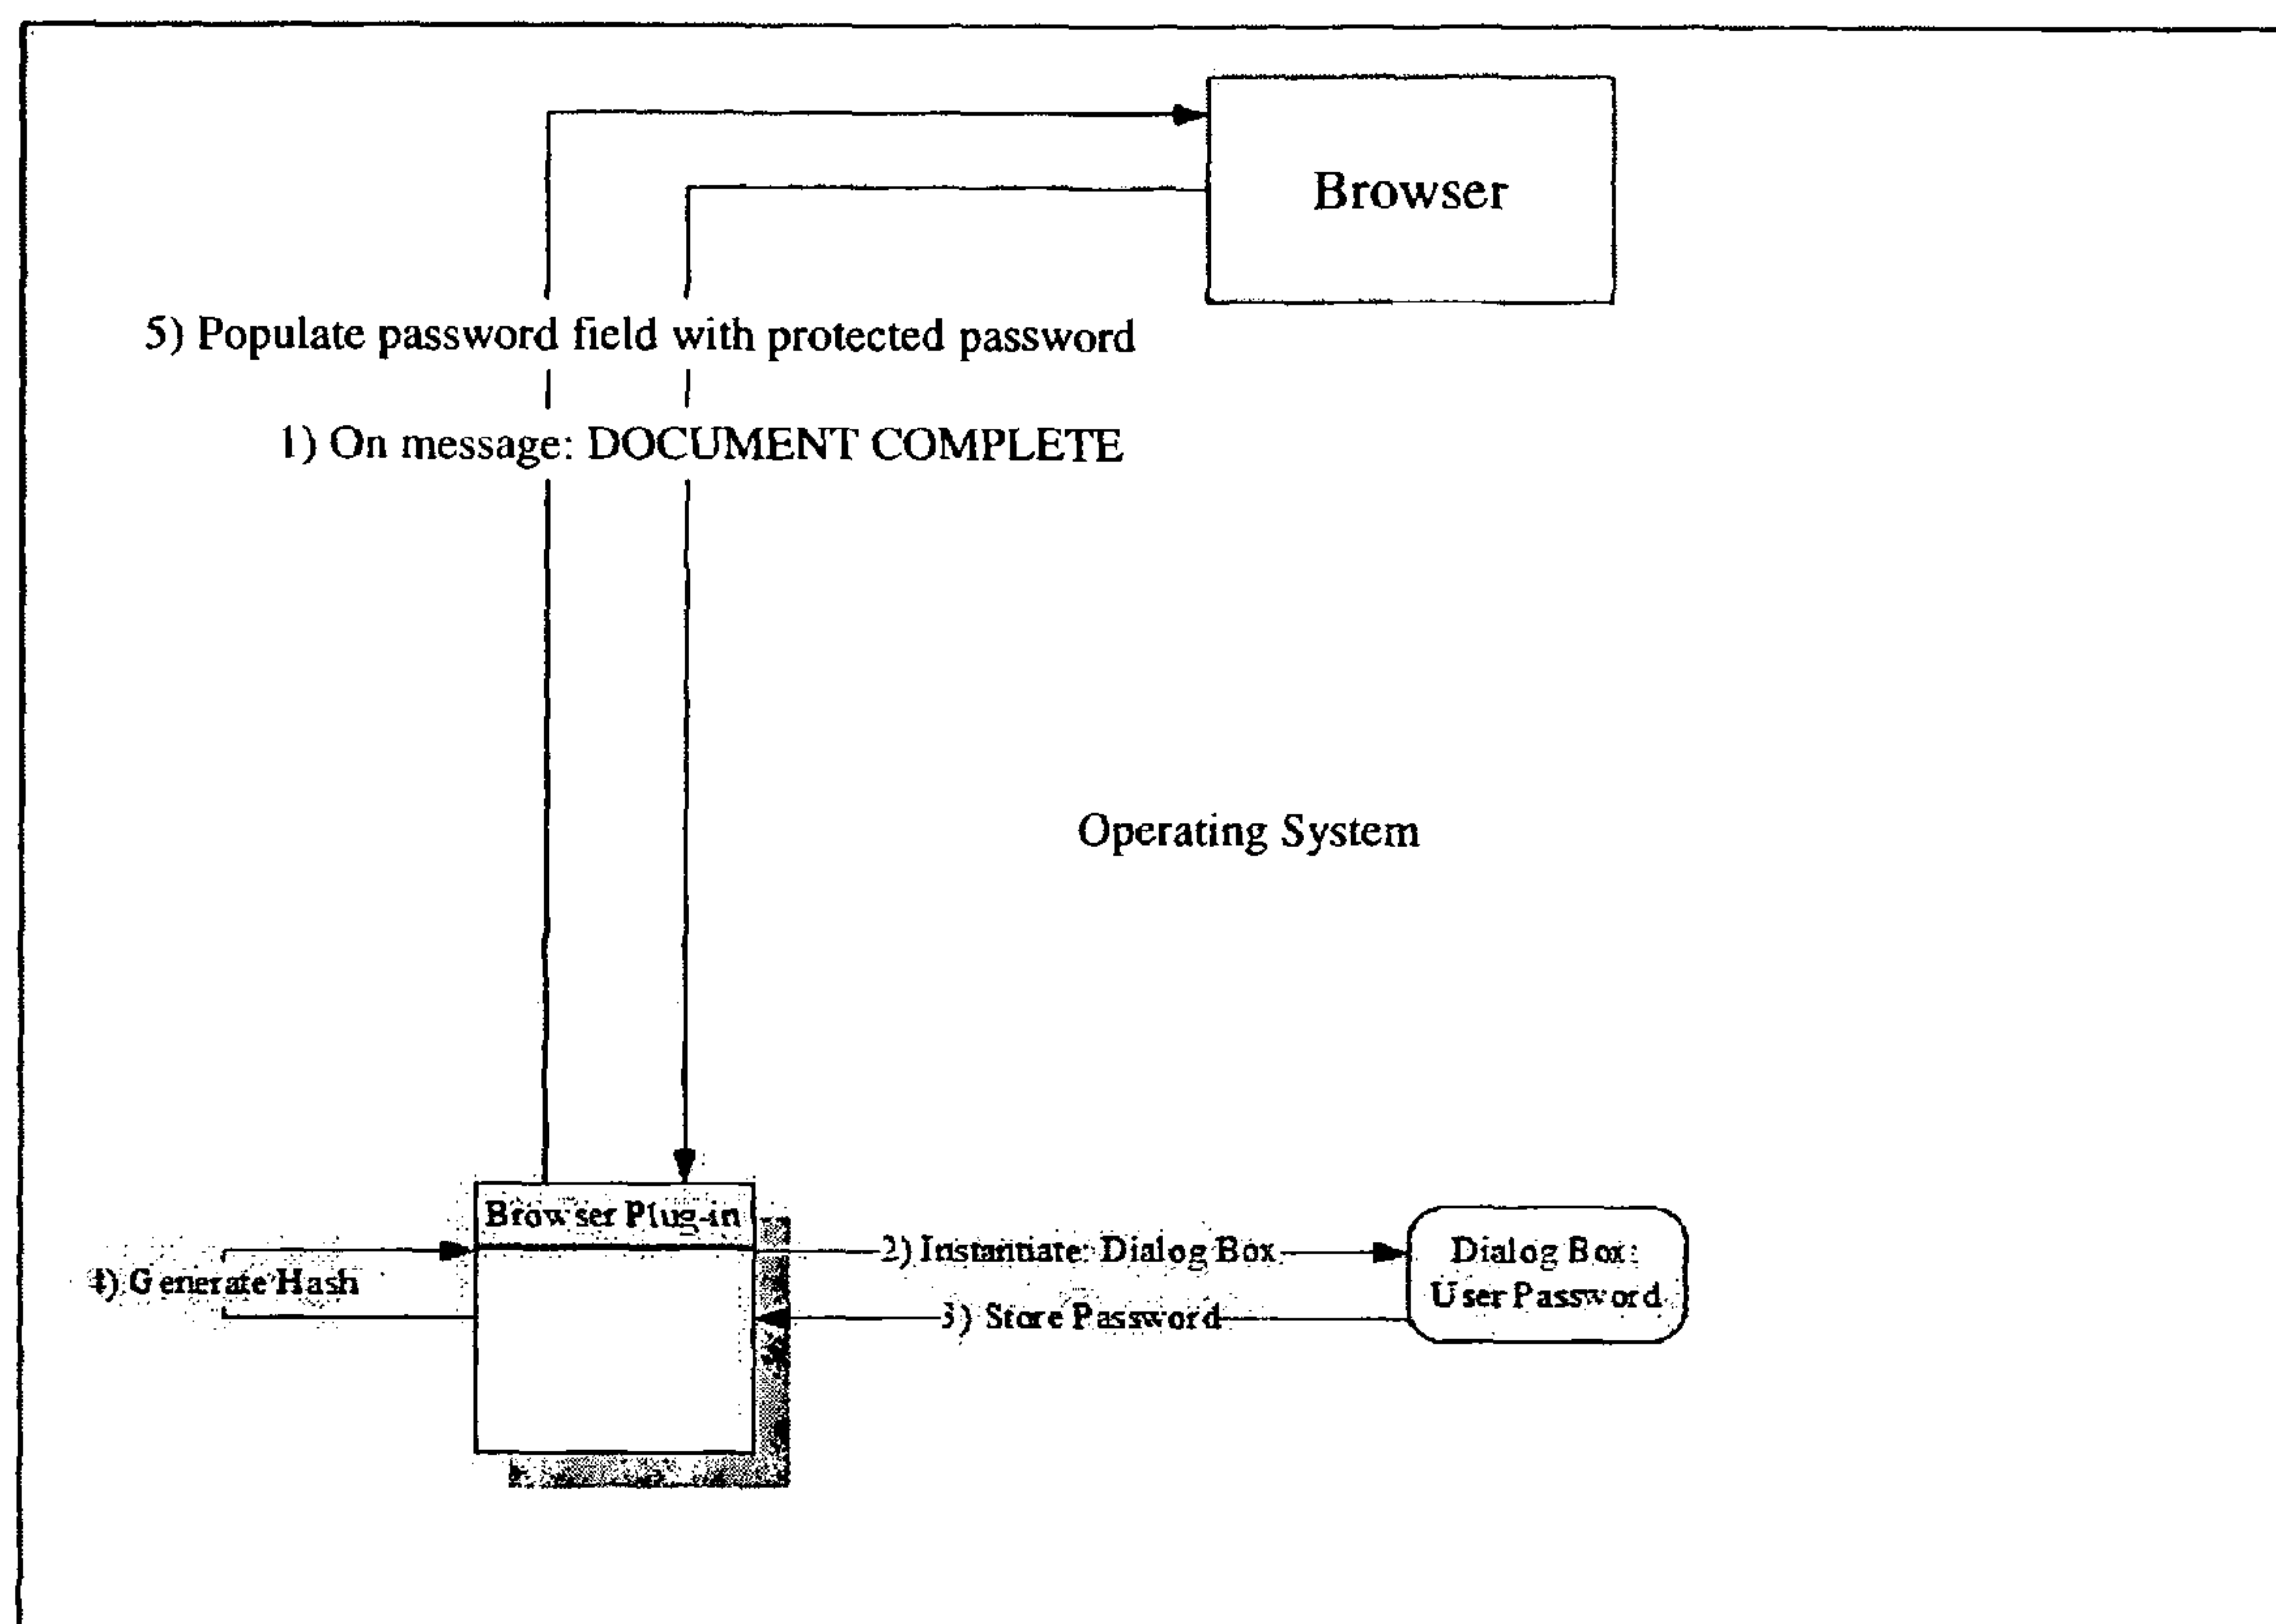 Browser
5) Populate password field with protected password
1) On message: DOCUMENT COMPLETE
Operating System
Browser Plug-in
2) Instantiate: Dialog Box
Dialog Box:
User Password
4) Generate Hash
3) Store Password